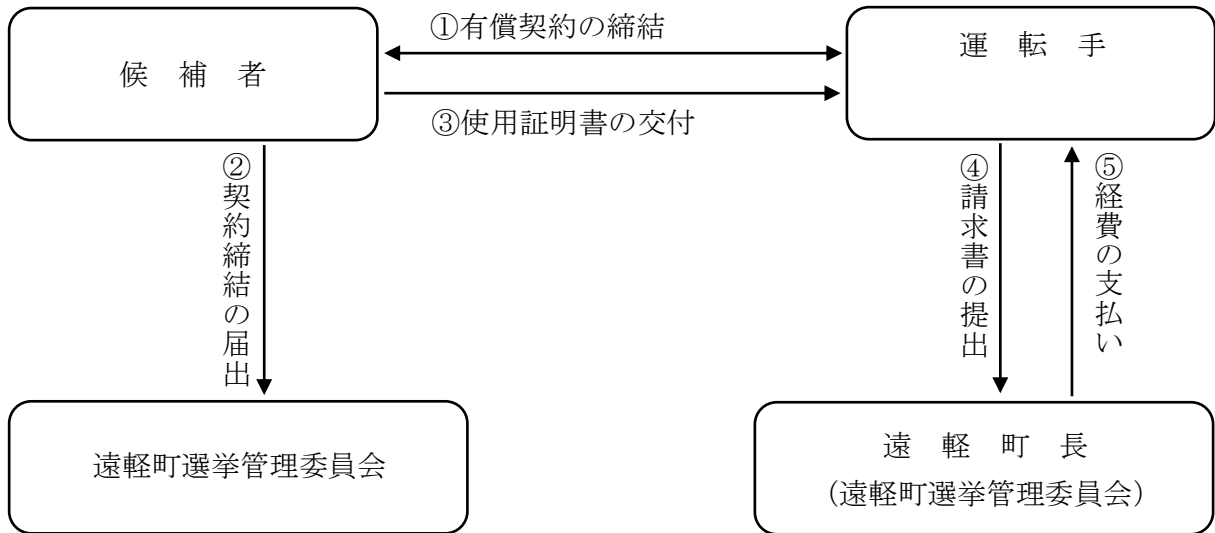 ①有償契約の締結
候　補　者
運　転　手
③使用証明書の交付
②契約締結の届出
④請求書の提出
⑤経費の支払い
遠軽町選挙管理委員会
遠　軽　町　長
（遠軽町選挙管理委員会）